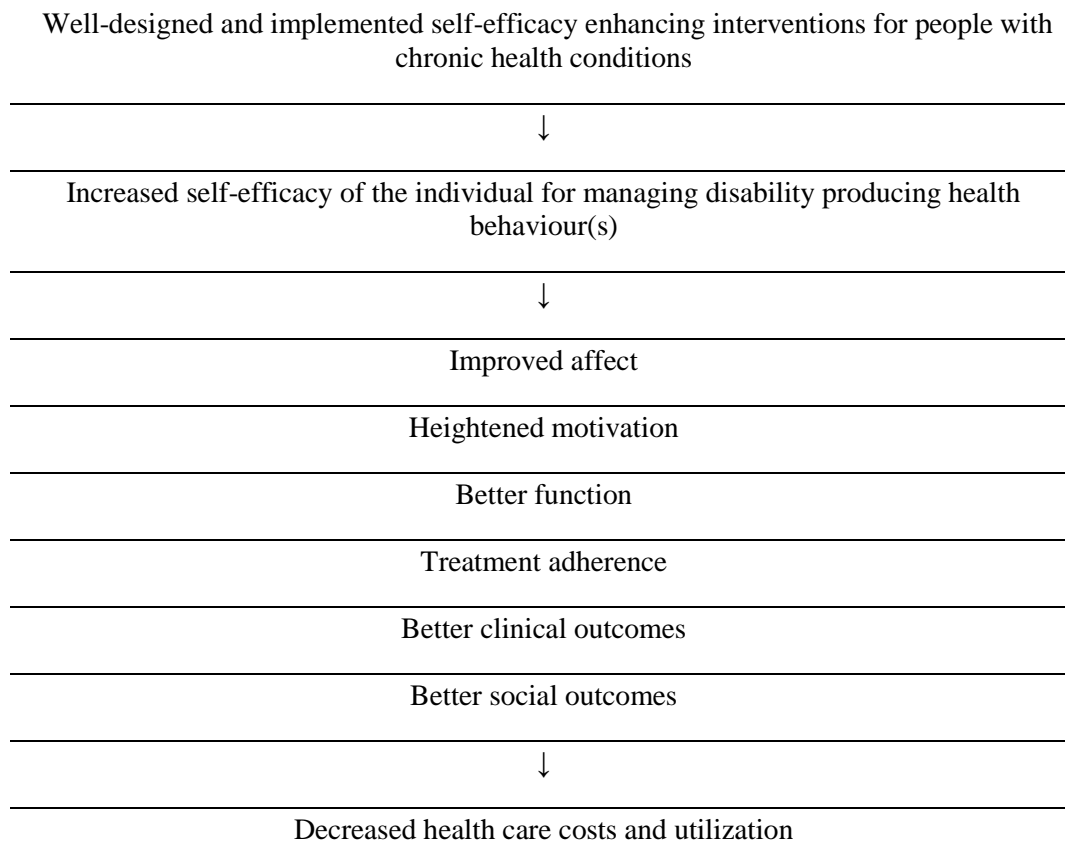 Well-designed and implemented self-efficacy enhancing interventions for people with
chronic health conditions
↓
Increased self-efficacy of the individual for managing disability producing health
behaviour(s)
↓
Improved affect
Heightened motivation
Better function
Treatment adherence
Better clinical outcomes
Better social outcomes
↓
Decreased health care costs and utilization